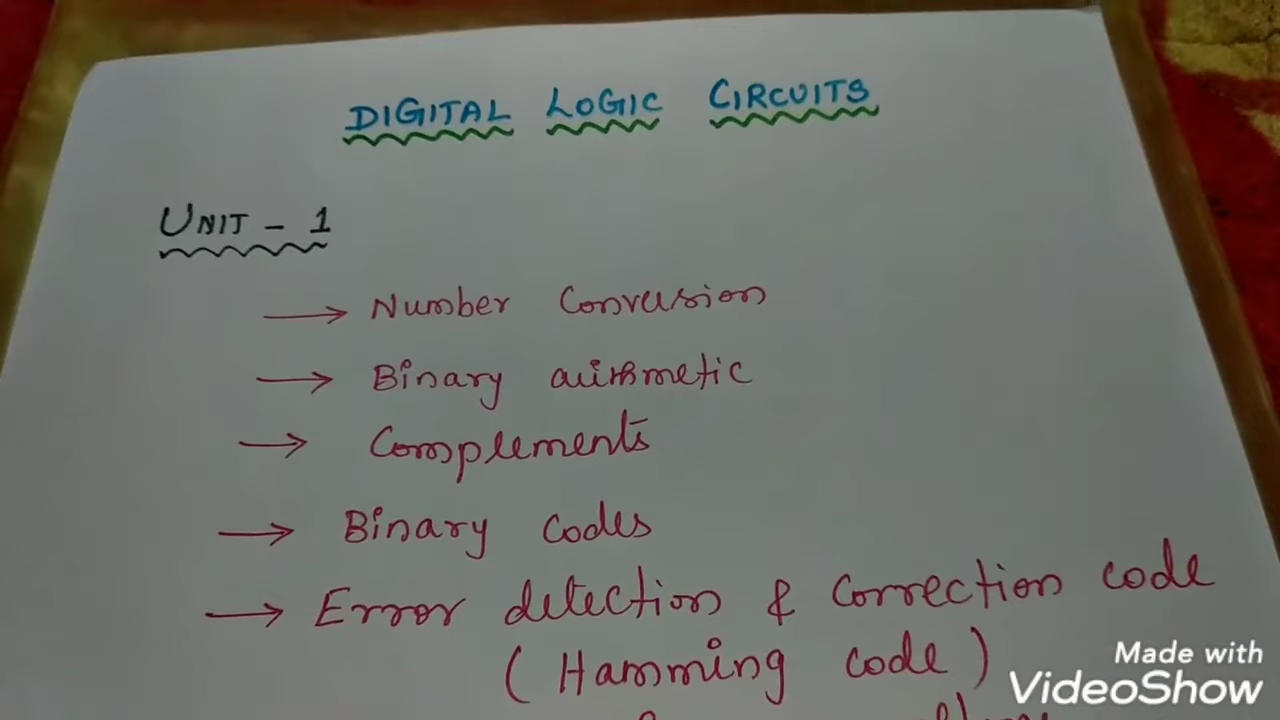 DIGITAL LOGIC CIRCUITS
UNIT - 1
→ Number Conversion
→ Binary arithmetic
→ Complements
→ Binary codes
→ Error detection & Correction code
(Hamming code)
Made with
VideoShow